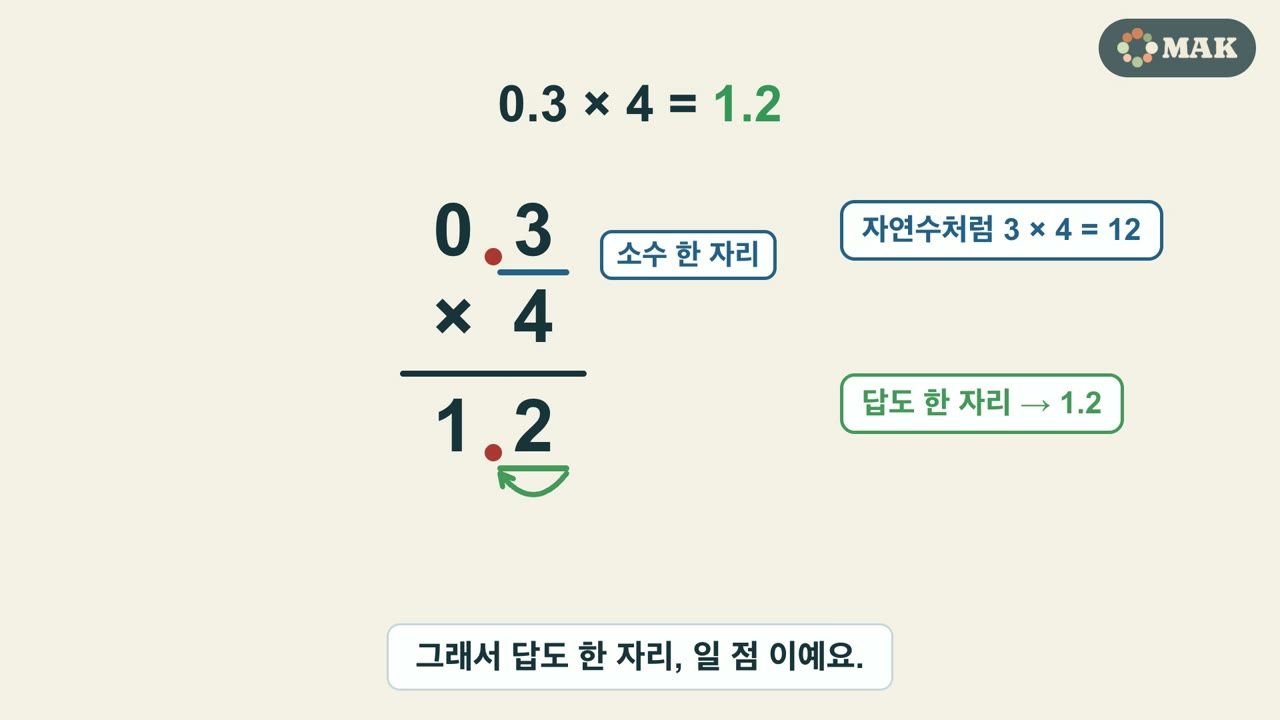 MAK
0.3 × 4 = 1.2
0.3
소수 한 자리
자연수처럼 3 × 4 = 12
× 4
1.2
답도 한 자리 → 1.2
그래서 답도 한 자리, 일 점 이예요.